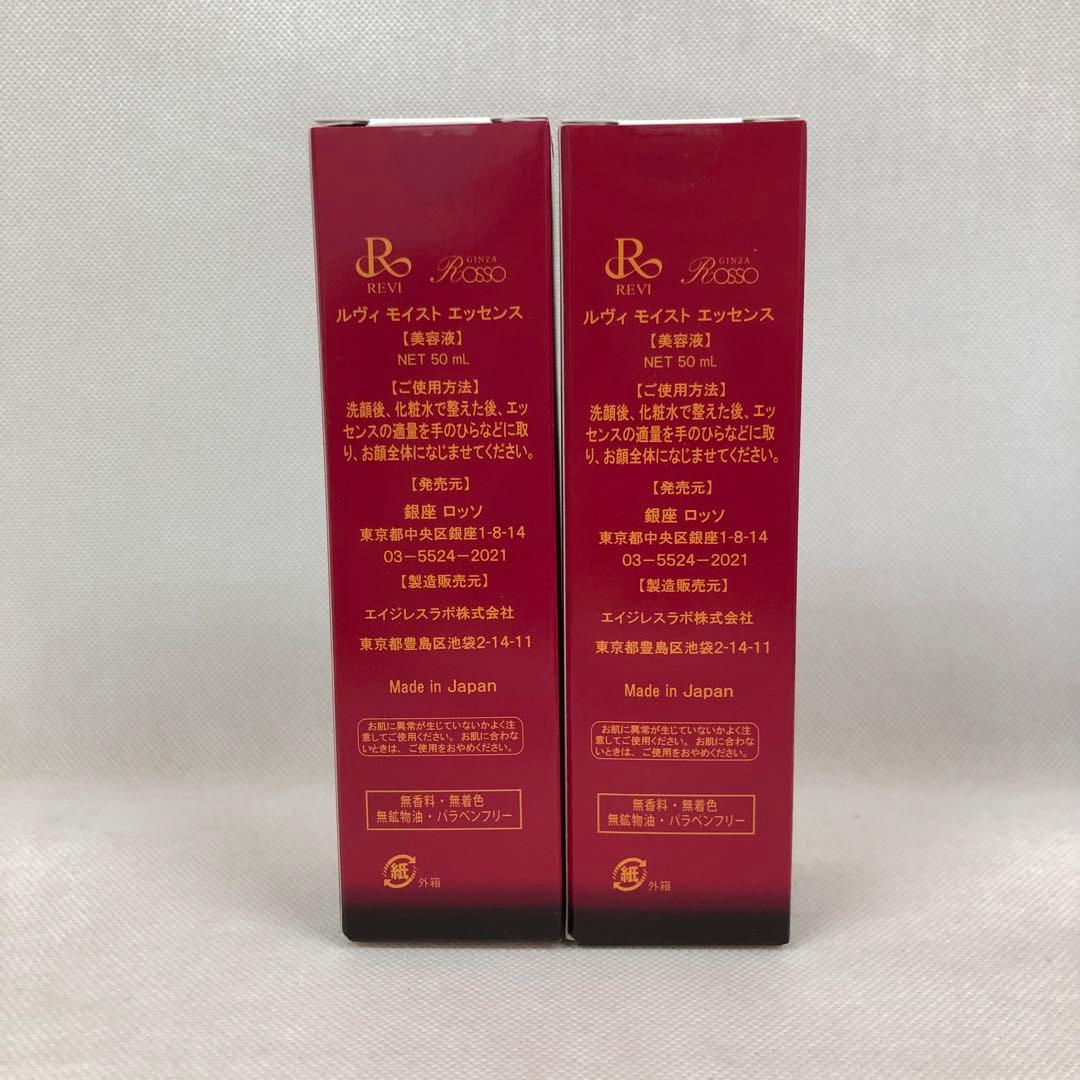 R
REVI
GINZA
Rosso
ルヴィ モイスト エッセンス
【美容液】
NET 50 mL
【ご使用方法】
洗顔後、化粧水で整えた後、エッ
センスの適量を手のひらなどに取
り、お顔全体になじませてください。
【発売元】
銀座 ロッソ
東京都中央区銀座1-8-14
03-5524-2021
【製造販売元】
エイジレスラボ株式会社
東京都豊島区池袋2-14-11
Made in Japan
お肌に異常が生じていないかよく注
意してご使用ください。お肌に合わな
いときは、ご使用をおやめください。
無香料・無着色
無鉱物油・パラベンフリー
紙
外箱
R
REVI
GINZA
Rosso
ルヴィ モイスト エッセンス
【美容液】
NET 50 mL
【ご使用方法】
洗顔後、化粧水で整えた後、エッ
センスの適量を手のひらなどに取
り、お顔全体になじませてください。
【発売元】
銀座 ロッソ
東京都中央区銀座1-8-14
03-5524-2021
【製造販売元】
エイジレスラボ株式会社
東京都豊島区池袋2-14-11
Made in Japan
お肌に異常が生じていないかよく注
意してご使用ください。お肌に合わな
いときは、ご使用をおやめください。
無香料・無着色
無鉱物油・パラベンフリー
紙
外箱